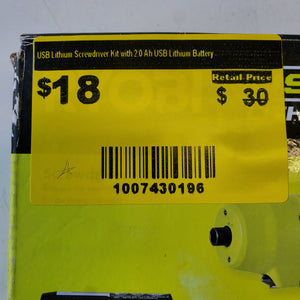 USB Lithium Screwdriver Kit with 2.0 Ah USB Lithium Battery
$18
Retail Price
$ 30
1007430196